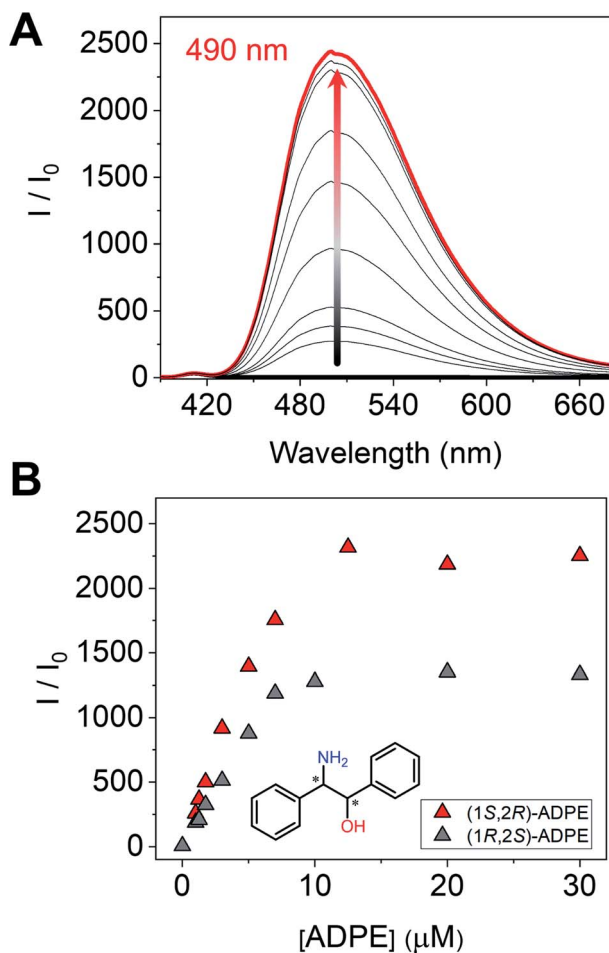 A
490 nm
2500
2000
1500
1000
500
0
I / I₀
420 480 540 600 660
Wavelength (nm)
B
2500
2000
1500
1000
500
0
I / I₀
NH₂
*
*
OH
(1S,2R)-ADPE
(1R,2S)-ADPE
0 10 20 30
[ADPE] (μM)